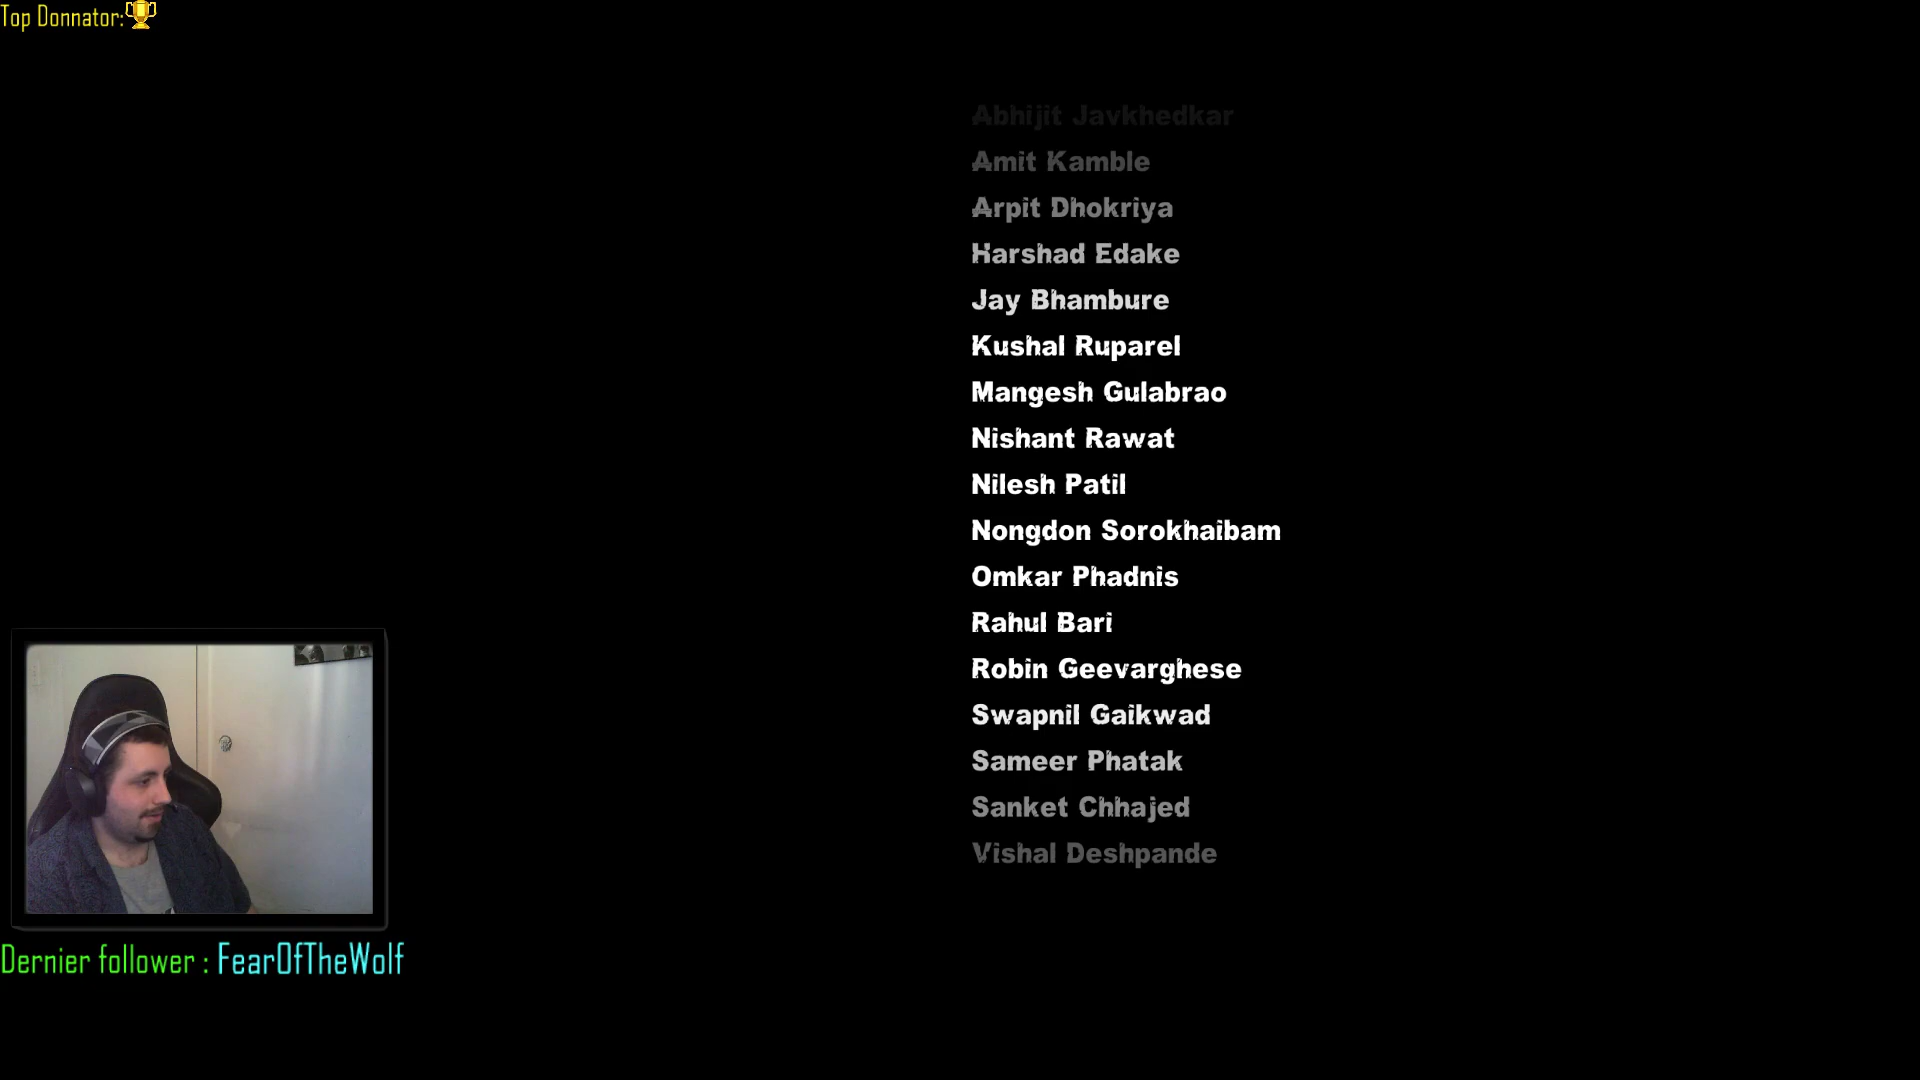 Top Donnator:
Abhijit Javkhedkar
Amit Kamble
Arpit Dhokriya
Harshad Edake
Jay Bhambure
Kushal Ruparel
Mangesh Gulabrao
Nishant Rawat
Nilesh Patil
Nongdon Sorokhaibam
Omkar Phadnis
Rahul Bari
Robin Geevarghese
Swapnil Gaikwad
Sameer Phatak
Sanket Chhajed
Vishal Deshpande
Dernier follower : FearOfTheWolf